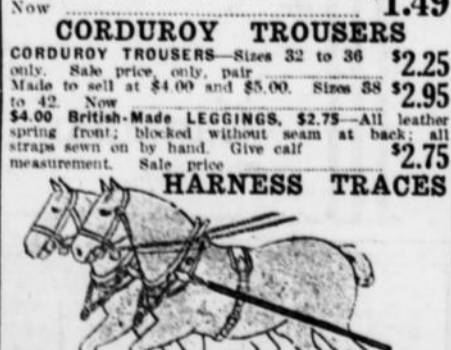 Now ........ 1.49
CORDUROY TROUSERS
CORDUROY TROUSERS—Sizes 32 to 36
only. Sale price, only, pair ........ $2.25
Made to sell at $4.00 and $5.00. Sizes 38
to 42. Now ........ $2.95
$4.00 British-Made LEGGINGS, $2.75—All leather
spring front; blocked without seam at back; all
straps sewn on by hand. Give calf
measurement. Sale price ........ $2.75
HARNESS TRACES